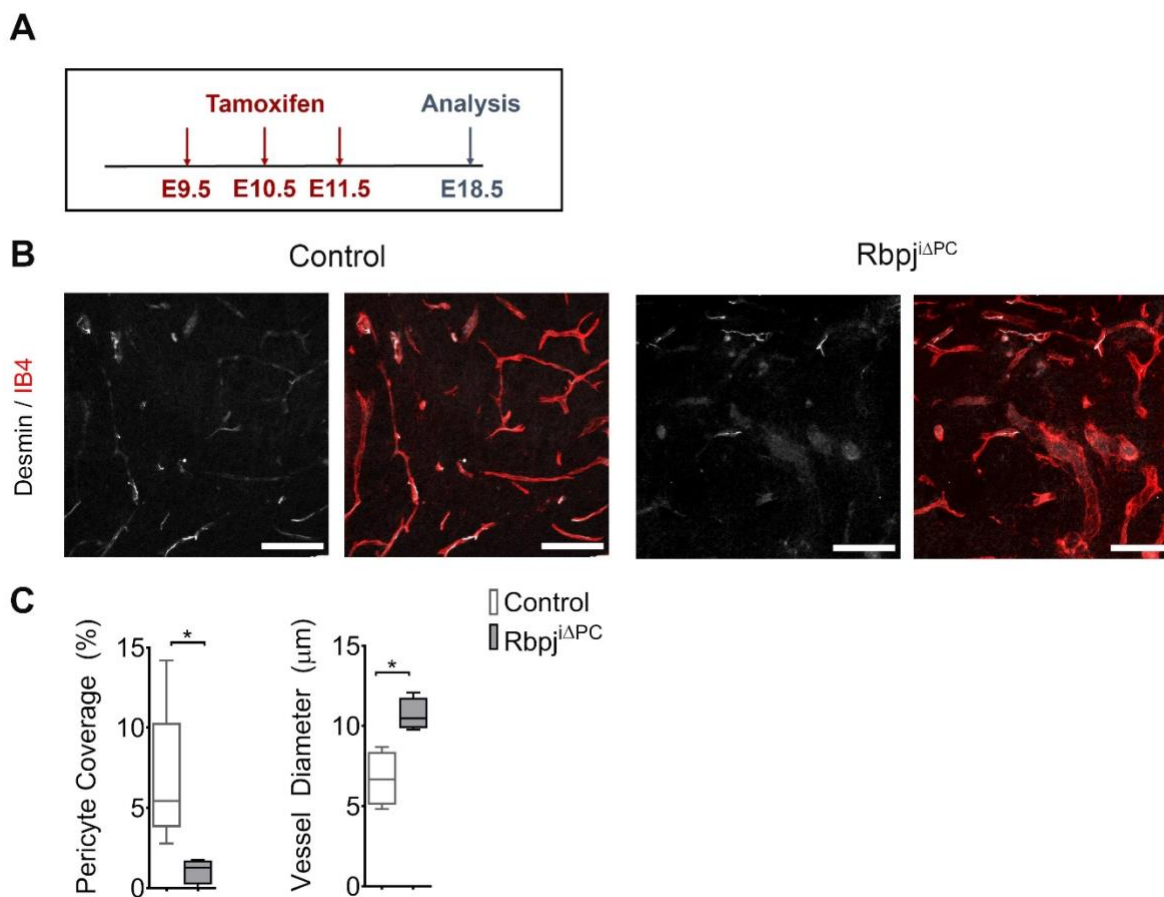 A
Tamoxifen Analysis
E9.5 E10.5 E11.5 E18.5
B
Control Rbpj^iΔPC
Desmin / IB4
C
Control
Rbpj^iΔPC
Pericyte Coverage (%)
15
10
5
0
*
Vessel Diameter (μm)
15
10
5
0
*